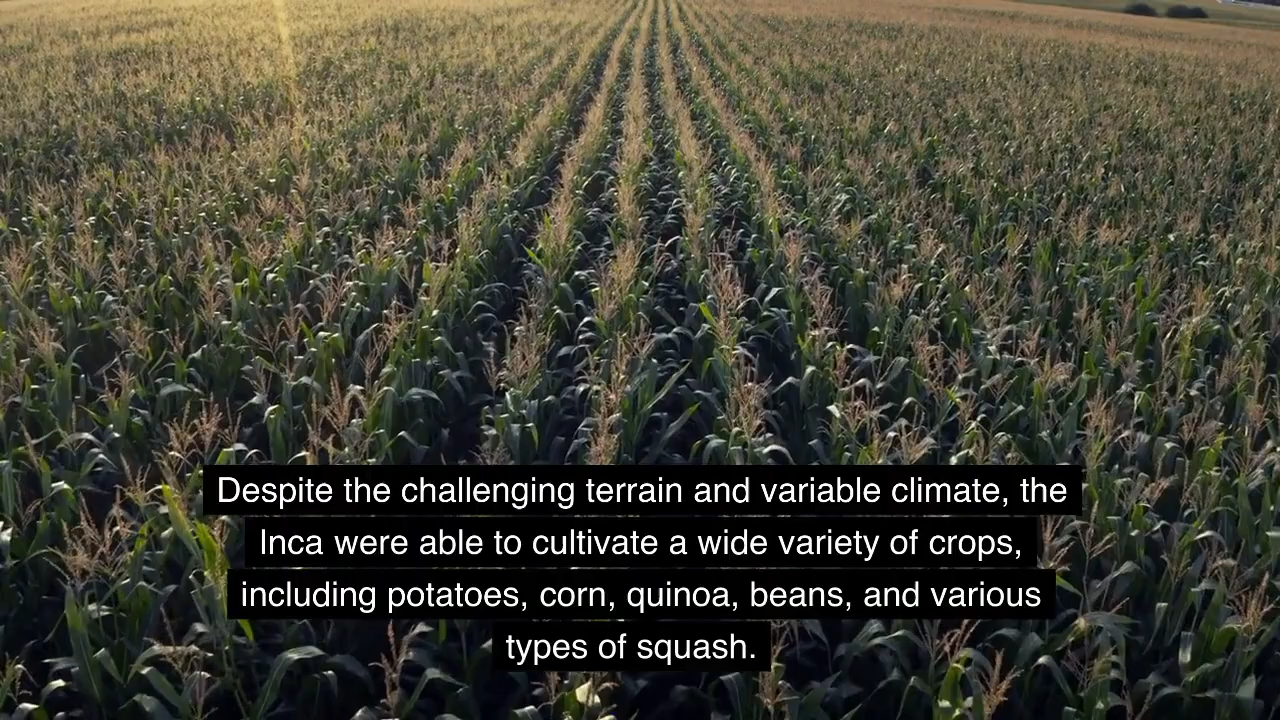 Despite the challenging terrain and variable climate, the
Inca were able to cultivate a wide variety of crops,
including potatoes, corn, quinoa, beans, and various
types of squash.